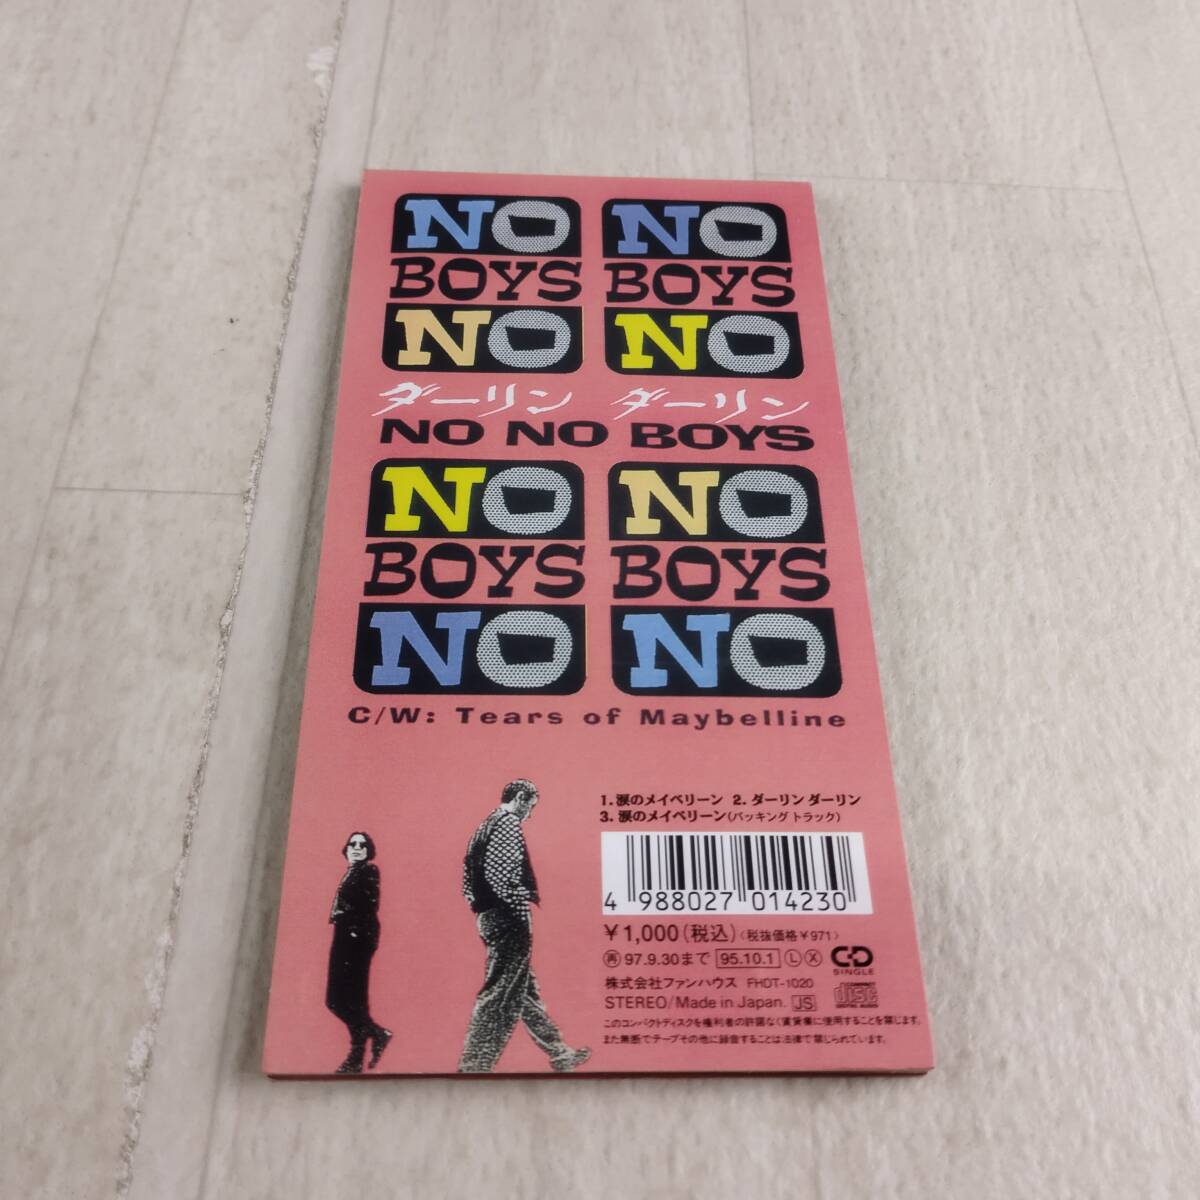 NO NO
BOYS BOYS
NO NO
ダーリン ダーリン
NO NO BOYS
NO NO
BOYS BOYS
NO NO
C/W: Tears of Maybelline
1. 涙のメイベリーン 2. ダーリン ダーリン
3. 涙のメイベリーン(バッキング トラック)
4 988027 014230
￥1,000(税込)〈税抜価格￥971〉
再 97.9.30まで 95.10.1 L X
CD SINGLE
株式会社ファンハウス FHDT-1020
STEREO/Made in Japan. JS
COMPACT disc DIGITAL AUDIO
このコンパクトディスクを権利者の許諾なく賃貸業に使用することを禁じます。
また無断でテープその他に録音することは法律で禁じられています。